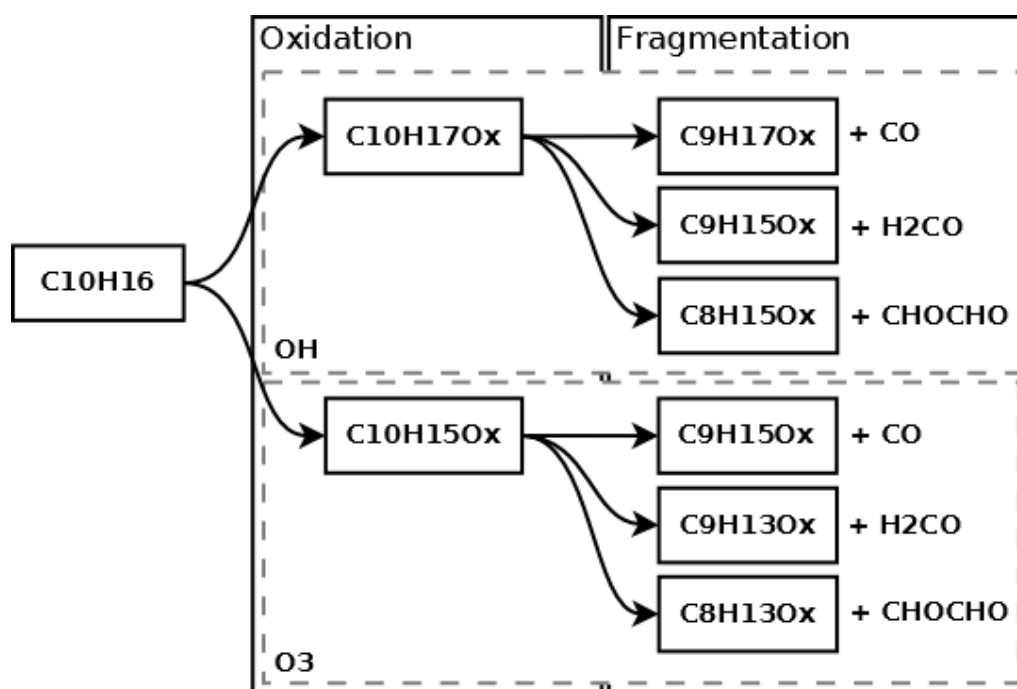 Oxidation
Fragmentation
C10H16
C10H17Ox
C9H17Ox + CO
C9H15Ox + H2CO
C8H15Ox + CHOCHO
OH
C10H15Ox
C9H15Ox + CO
C9H13Ox + H2CO
C8H13Ox + CHOCHO
O3